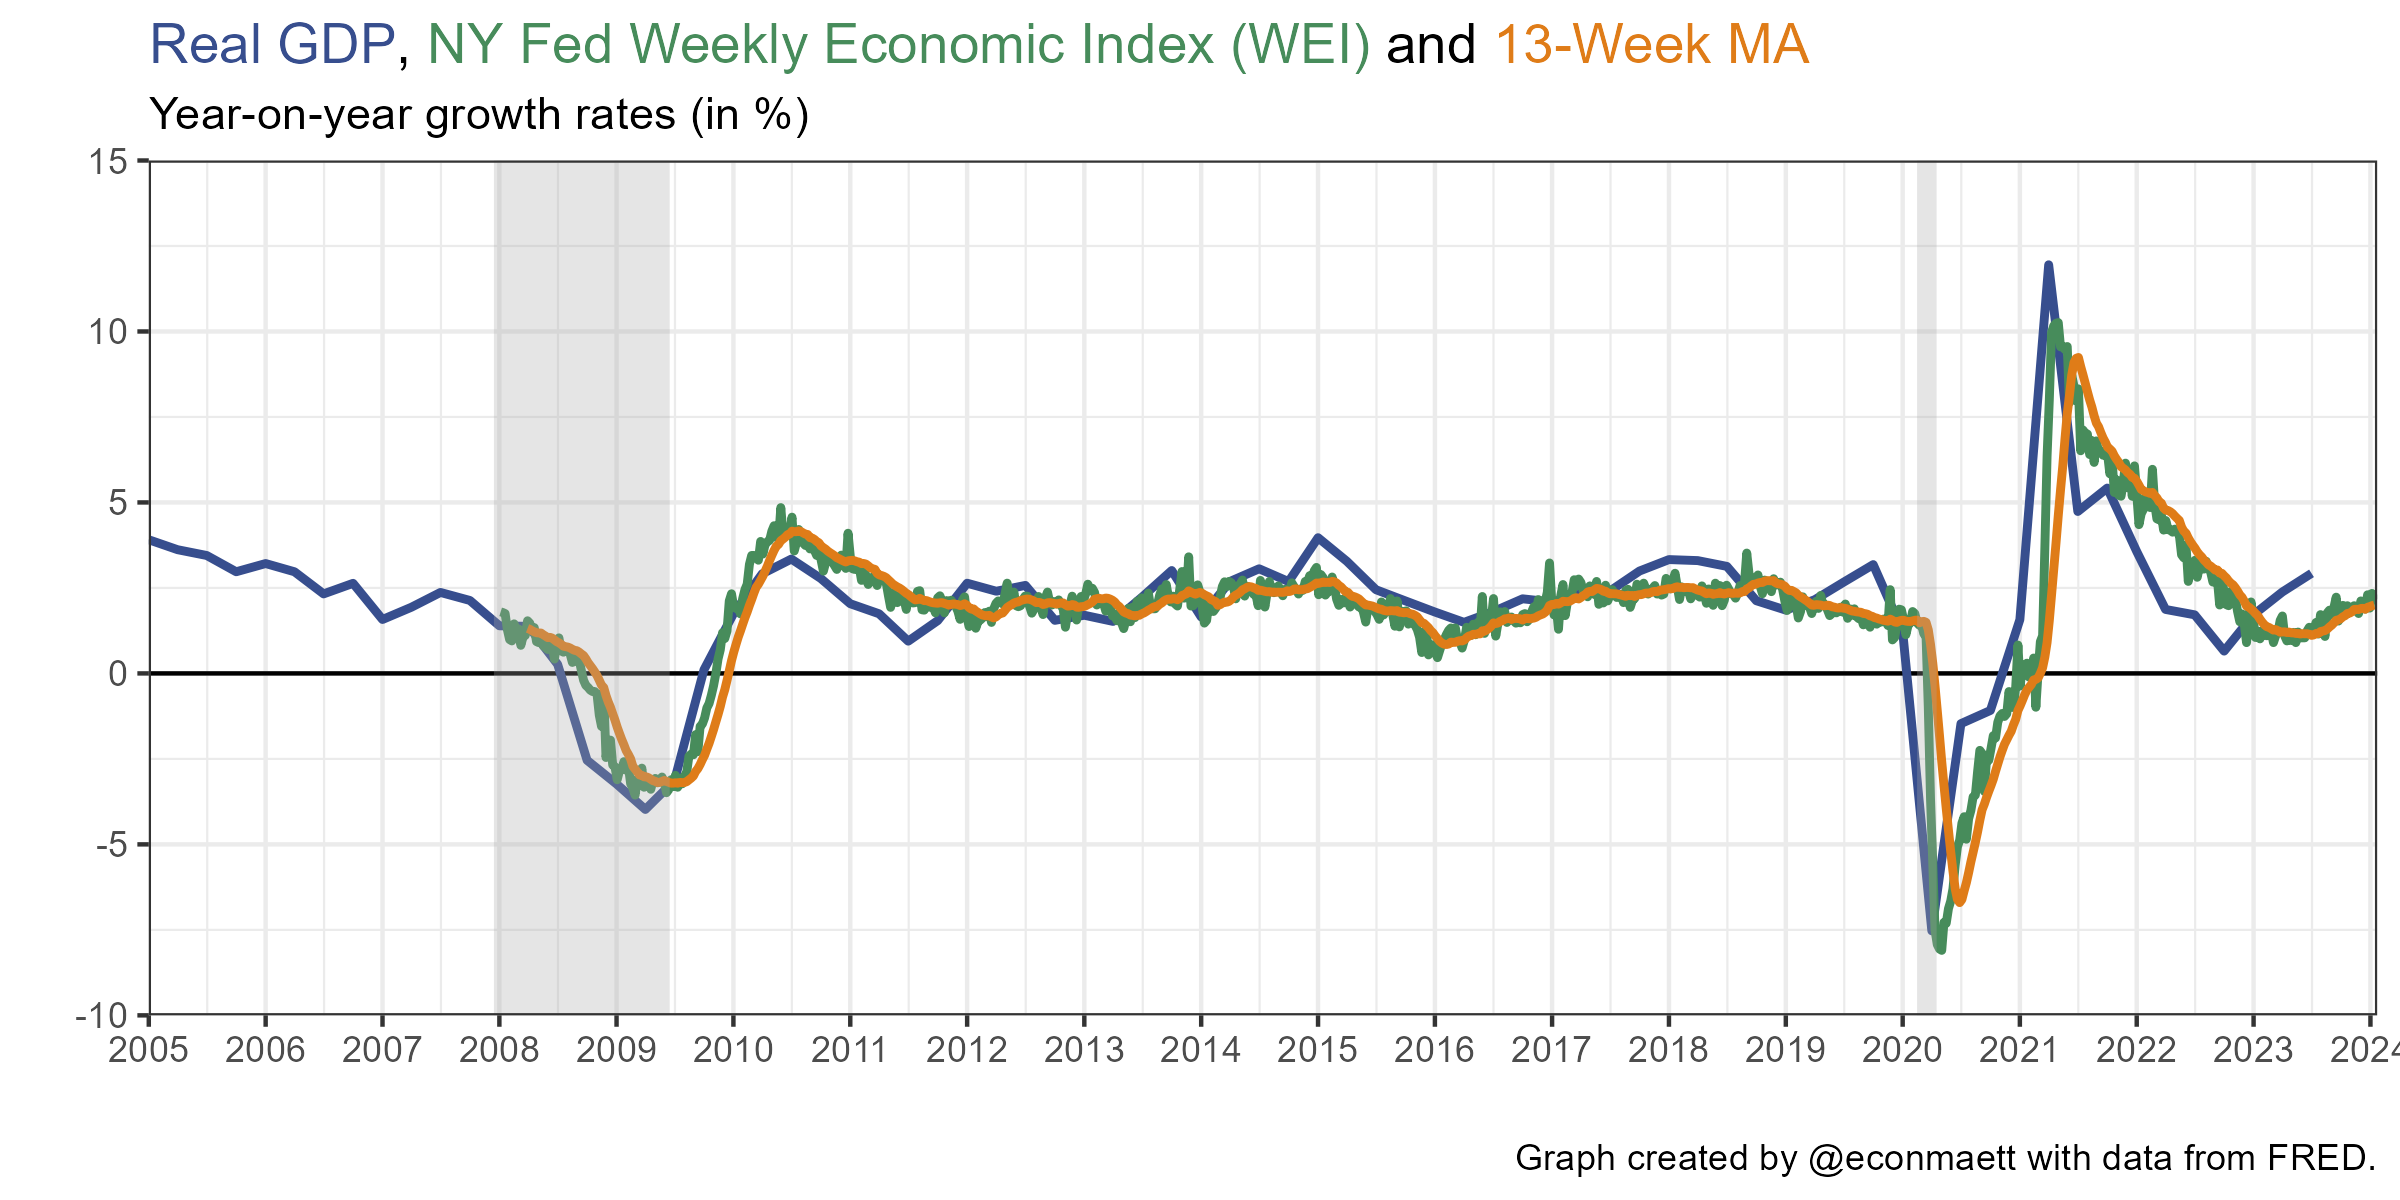 Real GDP, NY Fed Weekly Economic Index (WEI) and 13-Week MA
Year-on-year growth rates (in %)
15
10
5
0
-5
-10
2005 2006 2007 2008 2009 2010 2011 2012 2013 2014 2015 2016 2017 2018 2019 2020 2021 2022 2023 2024
Graph created by @econmaett with data from FRED.